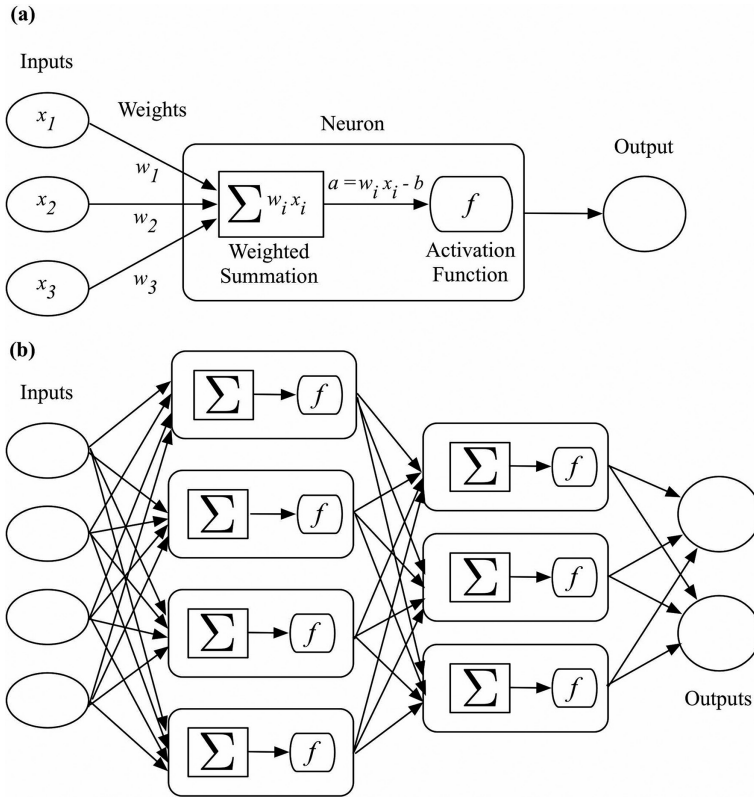 (a)
Inputs
Weights
Neuron
Output
x1
x2
x3
w1
w2
w3
∑ wi xi
a = wi xi - b
f
Weighted
Summation
Activation
Function
(b)
Inputs
∑ f
∑ f
∑ f
∑ f
∑ f
∑ f
∑ f
Outputs